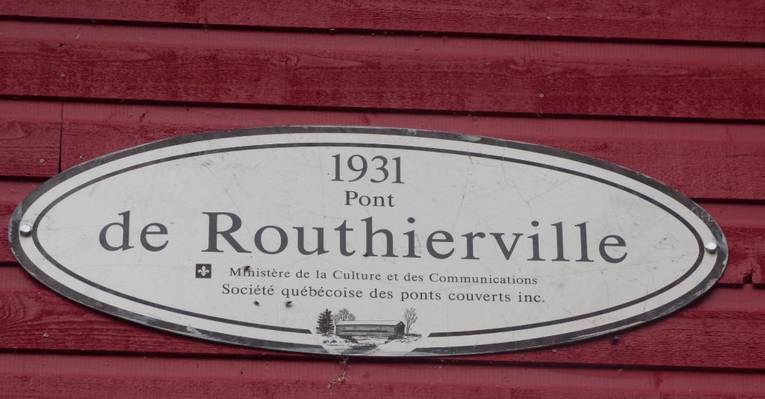 1931
Pont
de Routhierville
Ministère de la Culture et des Communications
Société québécoise des ponts couverts inc.